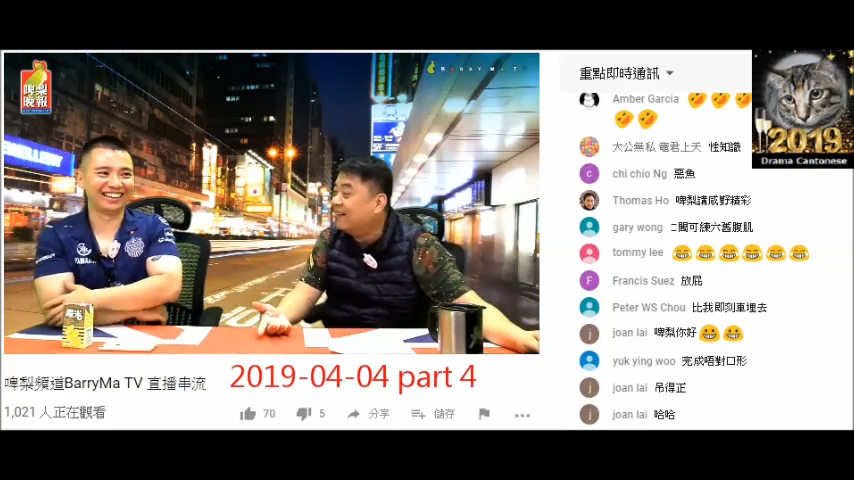 啤梨
晚報
BARRYMAT
JEWELLERY
YAMAHA
啤梨頻道BarryMa TV 直播串流
2019-04-04 part 4
1,021 人正在觀看
70
5
分享
儲存
重點即時通訊
Amber Garcia
大公無私 電君上天 性知識
chi chio Ng 惡魚
Thomas Ho 啤梨講咸野精彩
gary wong 閪可練六舊腹肌
tommy lee
Francis Suez 放屁
Peter WS Chou 比我即刻車埋去
joan lai 啤梨你好
yuk ying woo 完成唔對口形
joan lai 吊得正
joan lai 哈哈
2019
Drama Cantonese